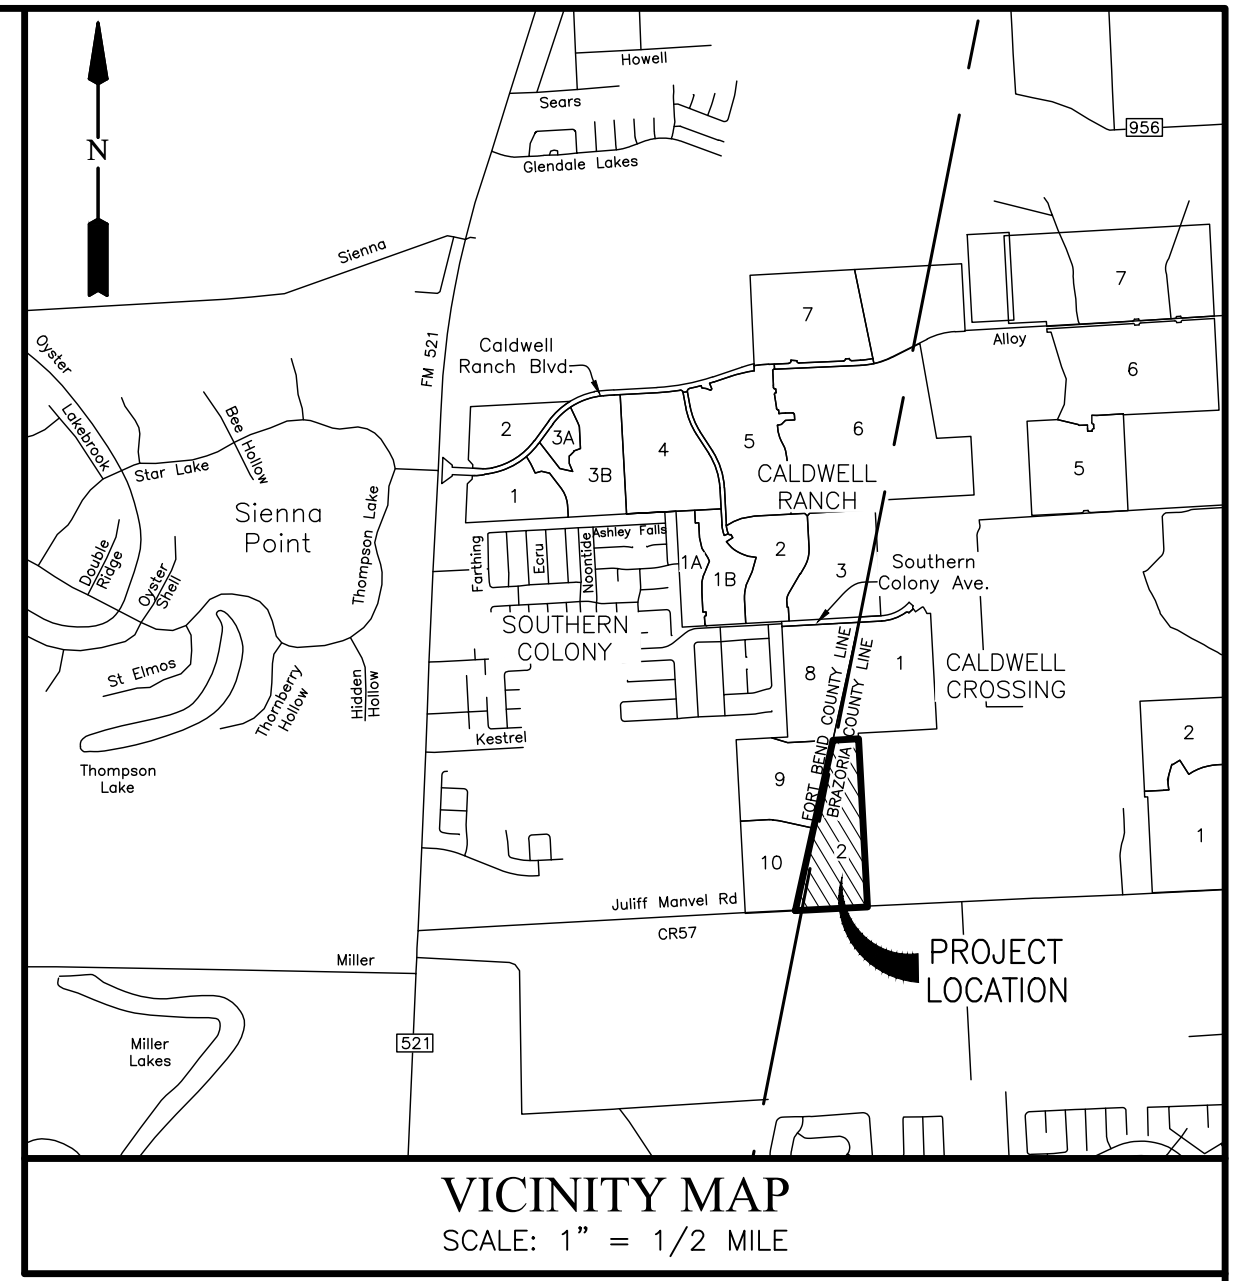 Howell
Sears
Glendale Lakes
956
N
Sienna
FM 521
Oyster
Lakebrook
Bee Hollow
Star Lake
Sienna
Point
Thompson Lake
Double
Ridge
Oyster
Shell
St Elmos
Thornberry
Hollow
Hidden
Hollow
Thompson
Lake
Caldwell
Ranch Blvd.
2
3A
3B
1
4
5
6
7
CALDWELL
RANCH
7
Alloy
6
5
Farthing
Ecru
Noontide
Ashley Falls
1A
1B
2
3
Southern
Colony Ave.
SOUTHERN
COLONY
Kestrel
8
1
FORT BEND COUNTY LINE
BRAZORIA COUNTY LINE
CALDWELL
CROSSING
9
10
2
2
1
Juliff Manvel Rd
CR57
PROJECT
LOCATION
Miller
521
Miller
Lakes
VICINITY MAP
SCALE: 1" = 1/2 MILE